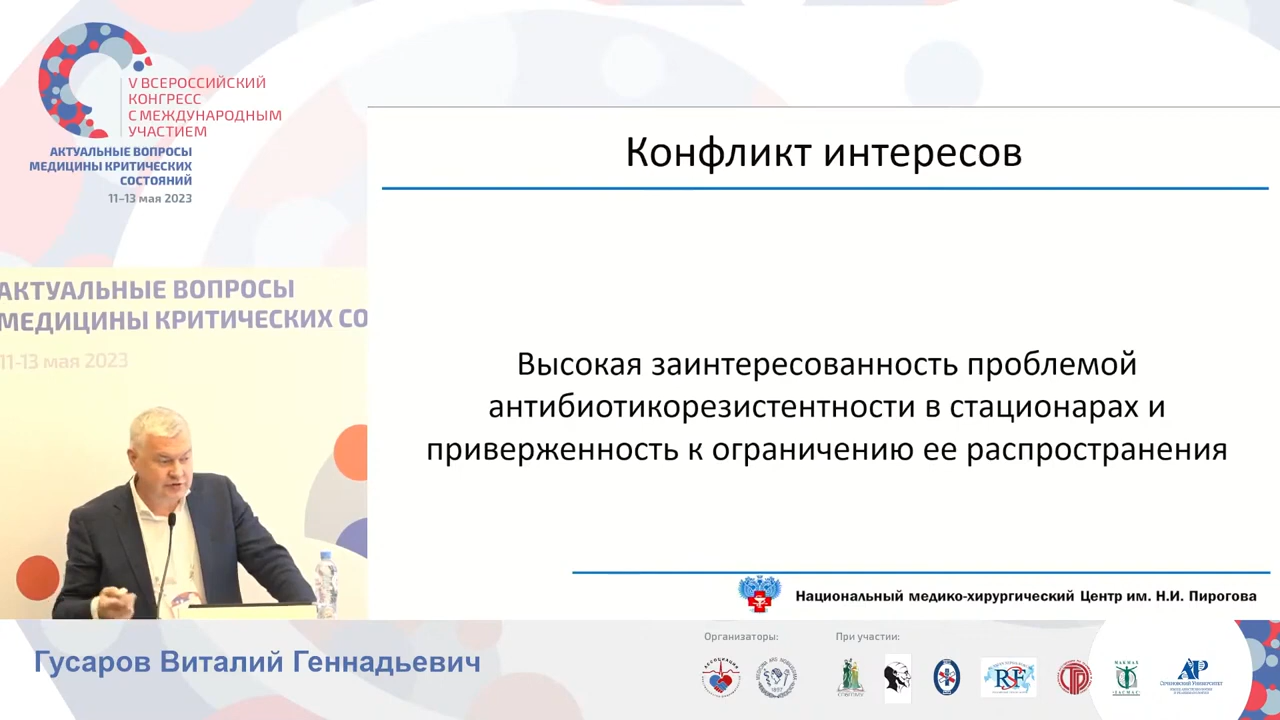 V ВСЕРОССИЙСКИЙ
КОНГРЕСС
С МЕЖДУНАРОДНЫМ
УЧАСТИЕМ
АКТУАЛЬНЫЕ ВОПРОСЫ
МЕДИЦИНЫ КРИТИЧЕСКИХ
СОСТОЯНИЙ
11–13 мая 2023
АКТУАЛЬНЫЕ ВОПРОСЫ
МЕДИЦИНЫ КРИТИЧЕСКИХ СО
11-13 мая 2023
Конфликт интересов
Высокая заинтересованность проблемой
антибиотикорезистентности в стационарах и
приверженность к ограничению ее распространения
Национальный медико-хирургический Центр им. Н.И. Пирогова
Гусаров Виталий Геннадьевич
Организаторы:
При участии: